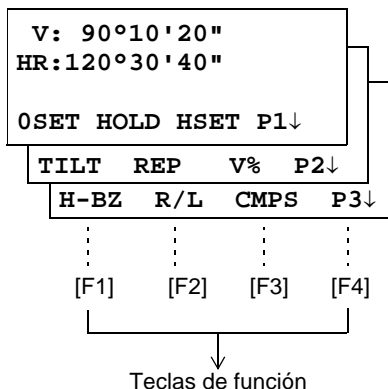 V: 90°10'20"
HR:120°30'40"
0SET HOLD HSET P1↓
TILT REP V% P2↓
H-BZ R/L CMPS P3↓
[F1] [F2] [F3] [F4]
Teclas de función